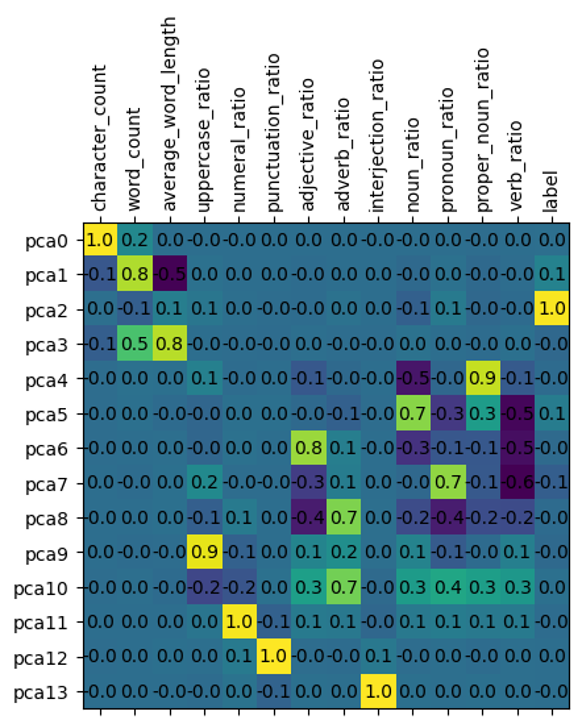 character_count
word_count
average_word_length
uppercase_ratio
numeral_ratio
punctuation_ratio
adjective_ratio
adverb_ratio
interjection_ratio
noun_ratio
pronoun_ratio
proper_noun_ratio
verb_ratio
label
pca0 1.0 0.2 0.0 -0.0 -0.0 0.0 0.0 -0.0 0.0 -0.0 0.0 -0.0 0.0 0.0
pca1 -0.1 0.8 -0.5 0.0 0.0 0.0 -0.0 0.0 0.0 -0.0 0.0 -0.0 -0.0 0.1
pca2 0.0 -0.1 0.1 0.1 0.0 -0.0 -0.0 0.0 0.0 -0.1 0.1 -0.0 -0.0 1.0
pca3 -0.1 0.5 0.8 -0.0 -0.0 0.0 -0.0 0.0 -0.0 0.0 0.0 -0.0 -0.0 -0.0
pca4 -0.0 0.0 0.0 0.1 -0.0 0.0 -0.1 -0.0 -0.0 -0.5 -0.0 0.9 -0.1 -0.0
pca5 -0.0 -0.0 -0.0 0.0 0.0 -0.0 -0.0 -0.1 -0.0 0.7 -0.3 0.3 -0.5 0.1
pca6 -0.0 0.0 -0.0 0.0 -0.0 0.0 0.8 0.1 -0.0 -0.3 -0.1 -0.1 -0.5 -0.0
pca7 0.0 -0.0 -0.0 0.2 -0.0 -0.0 -0.3 0.1 0.0 -0.0 0.7 -0.1 -0.6 -0.1
pca8 -0.0 0.0 0.0 -0.1 0.1 0.0 -0.4 0.7 0.0 -0.2 -0.4 -0.2 -0.2 -0.0
pca9 -0.0 -0.0 -0.0 0.9 -0.1 0.0 0.1 0.2 0.0 0.1 -0.1 -0.0 0.1 -0.0
pca10 -0.0 0.0 -0.0 -0.2 -0.2 0.0 0.3 0.7 -0.0 0.3 0.4 0.3 0.3 0.0
pca11 -0.0 0.0 0.0 0.0 1.0 -0.1 0.1 0.1 -0.0 0.1 0.1 0.1 0.1 -0.0
pca12 -0.0 0.0 0.0 0.0 0.1 1.0 -0.0 -0.0 0.1 -0.0 -0.0 -0.0 0.0 0.0
pca13 -0.0 0.0 0.0 -0.0 0.0 -0.1 0.0 0.0 1.0 0.0 -0.0 0.0 0.0 -0.0